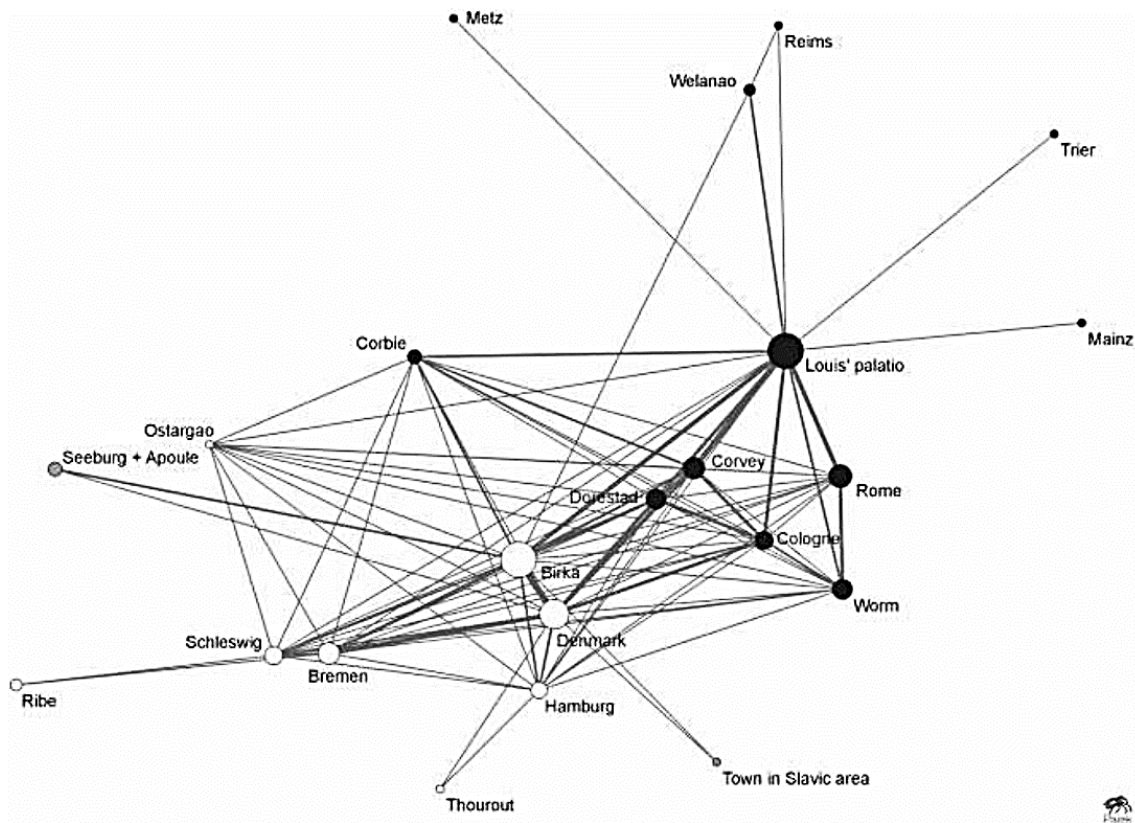 Metz
Reims
Welanao
Trier
Mainz
Corbie
Louis' palatio
Ostargao
Seeburg + Apoule
Corvey
Rome
Dorestad
Cologne
Birka
Worm
Denmark
Schleswig
Bremen
Ribe
Hamburg
Town in Slavic area
Thourout
Pajek